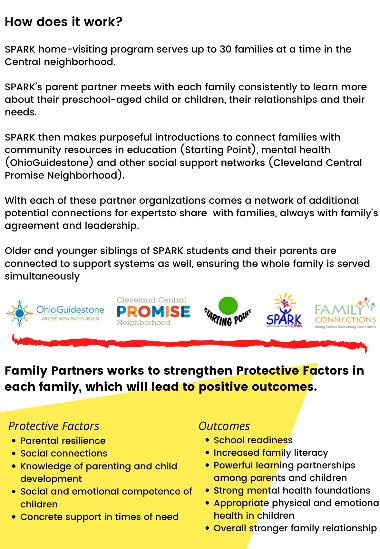 How does it work?
SPARK home-visiting program serves up to 30 families at a time in the
Central neighborhood.
SPARK's parent partner meets with each family consistently to learn more
about their preschool-aged child or children, their relationships and their
needs.
SPARK then makes purposeful introductions to connect families with
community resources in education (Starting Point), mental health
(OhioGuidestone) and other social support networks (Cleveland Central
Promise Neighborhood).
With each of these partner organizations comes a network of additional
potential connections for expertsto share with families, always with family's
agreement and leadership.
Older and younger siblings of SPARK students and their parents are
connected to support systems as well, ensuring the whole family is served
simultaneously
OhioGuidestone
WHERE NEW PATHS BEGIN
Cleveland Central
PROMISE
Neighborhood
STARTING POINT
SPARK
FAMILY
CONNECTIONS
Family Partners works to strengthen Protective Factors in
each family, which will lead to positive outcomes.
Protective Factors
Parental resilience
Social connections
Knowledge of parenting and child
development
Social and emotional competence of
children
Concrete support in times of need
Outcomes
School readiness
Increased family literacy
Powerful learning partnerships
among parents and children
Strong mental health foundations
Appropriate physical and emotiona
health in children
Overall stronger family relationship